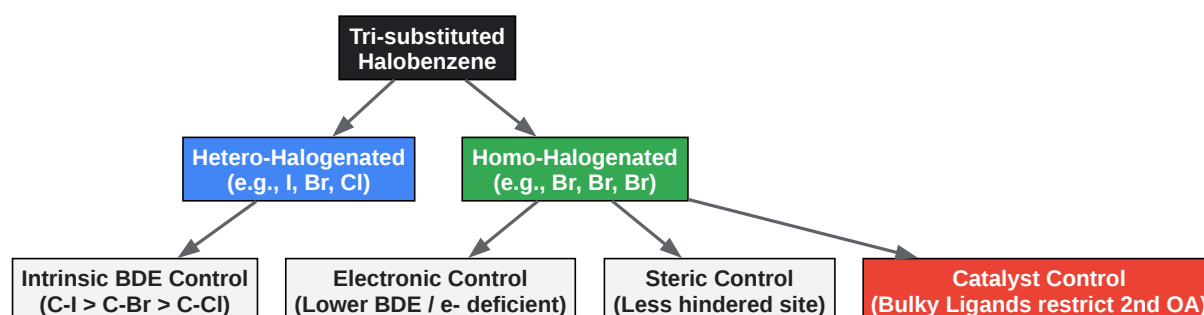 Tri-substituted
Halobenzene
Hetero-Halogenated
(e.g., I, Br, Cl)
Homo-Halogenated
(e.g., Br, Br, Br)
Intrinsic BDE Control
(C-I > C-Br > C-Cl)
Electronic Control
(Lower BDE / e- deficient)
Steric Control
(Less hindered site)
Catalyst Control
(Bulky Ligands restrict 2nd OA)